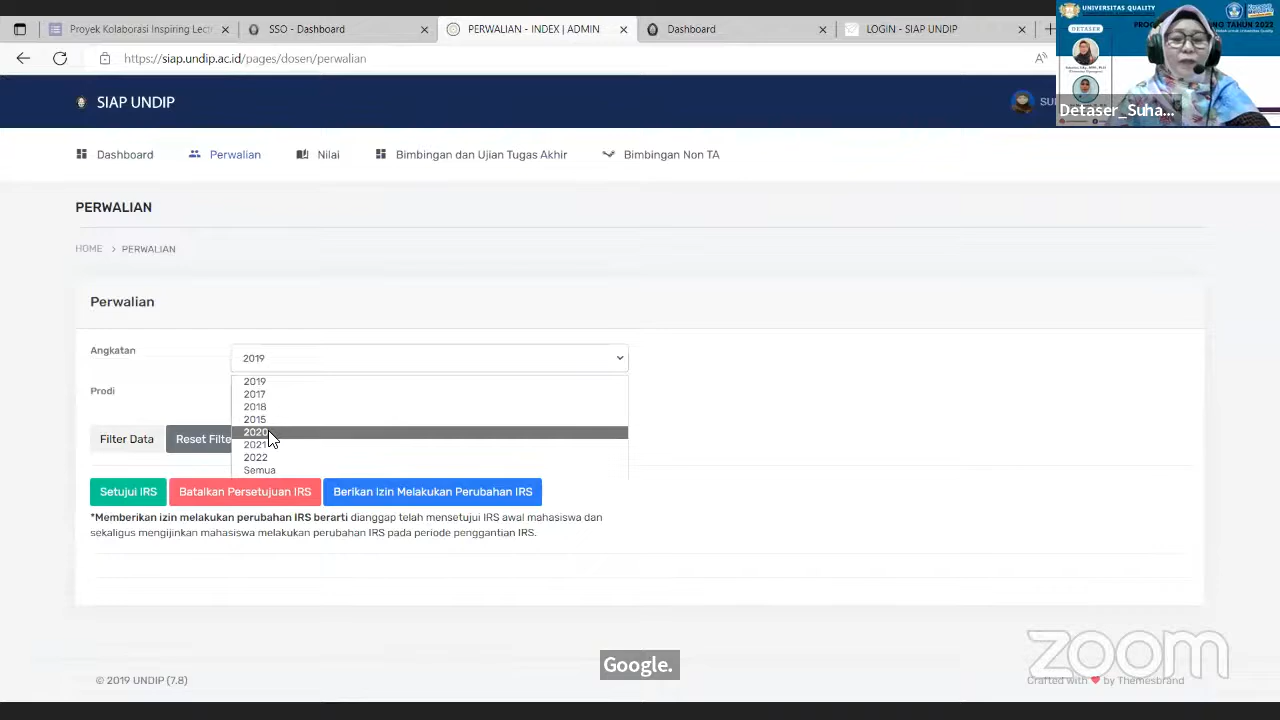 Proyek Kolaborasi Inspiring Lect
SSO - Dashboard
PERWALIAN - INDEX | ADMIN
Dashboard
LOGIN - SIAP UNDIP
https://siap.undip.ac.id/pages/dosen/perwalian
UNIVERSITAS QUALITY
DETASER
Detaser_Suha...
SIAP UNDIP
Dashboard
Perwalian
Nilai
Bimbingan dan Ujian Tugas Akhir
Bimbingan Non TA
PERWALIAN
HOME > PERWALIAN
Perwalian
Angkatan
2019
Prodi
2019
2017
2018
2015
2020
2021
2022
Semua
Filter Data
Reset Filte
Setujui IRS
Batalkan Persetujuan IRS
Berikan Izin Melakukan Perubahan IRS
*Memberikan izin melakukan perubahan IRS berarti dianggap telah mensetujui IRS awal mahasiswa dan
sekaligus mengijinkan mahasiswa melakukan perubahan IRS pada periode penggantian IRS.
Google.
zoom
© 2019 UNDIP (7.8)
Crafted with ❤ by Themesbrand